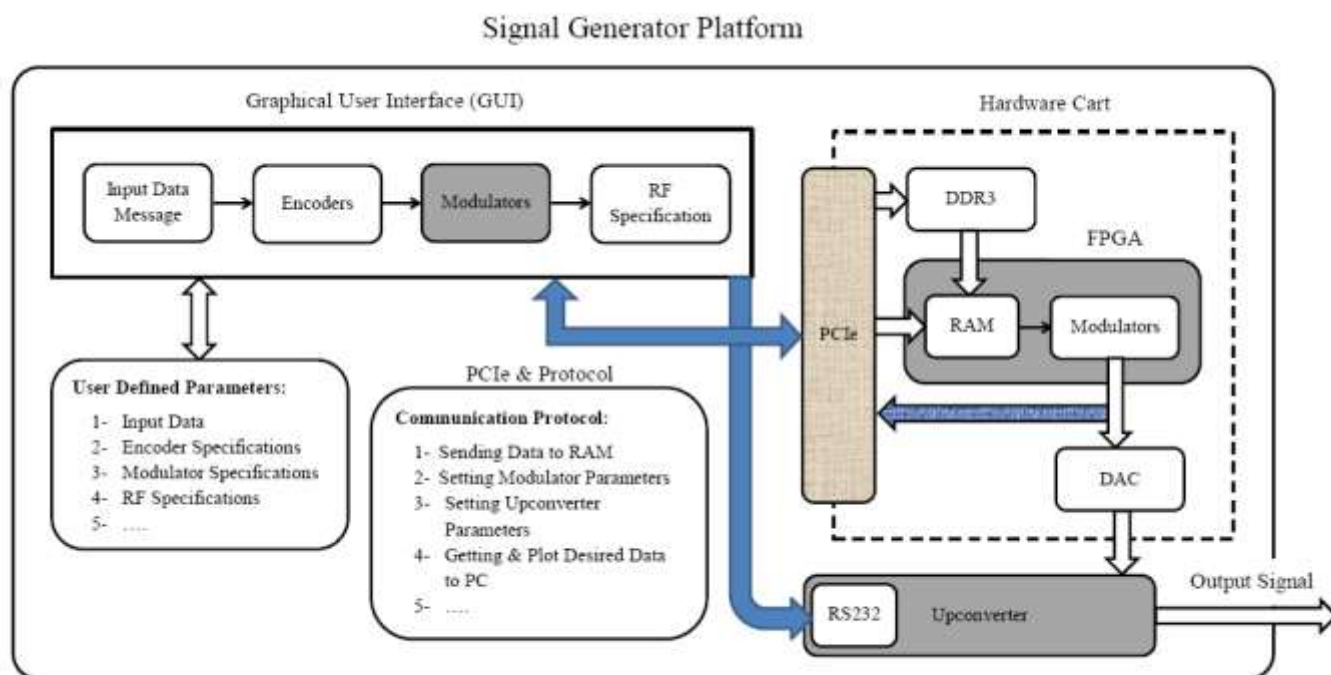 Signal Generator Platform
Graphical User Interface (GUI)
Input Data
Message
Encoders
Modulators
RF
Specification
Hardware Cart
PCIe
DDR3
FPGA
RAM
Modulators
DAC
User Defined Parameters:
1- Input Data
2- Encoder Specifications
3- Modulator Specifications
4- RF Specifications
5- .....
PCIe & Protocol
Communication Protocol:
1- Sending Data to RAM
2- Setting Modulator Parameters
3- Setting Upconverter
Parameters
4- Getting & Plot Desired Data
to PC
5- .....
RS232
Upconverter
Output Signal